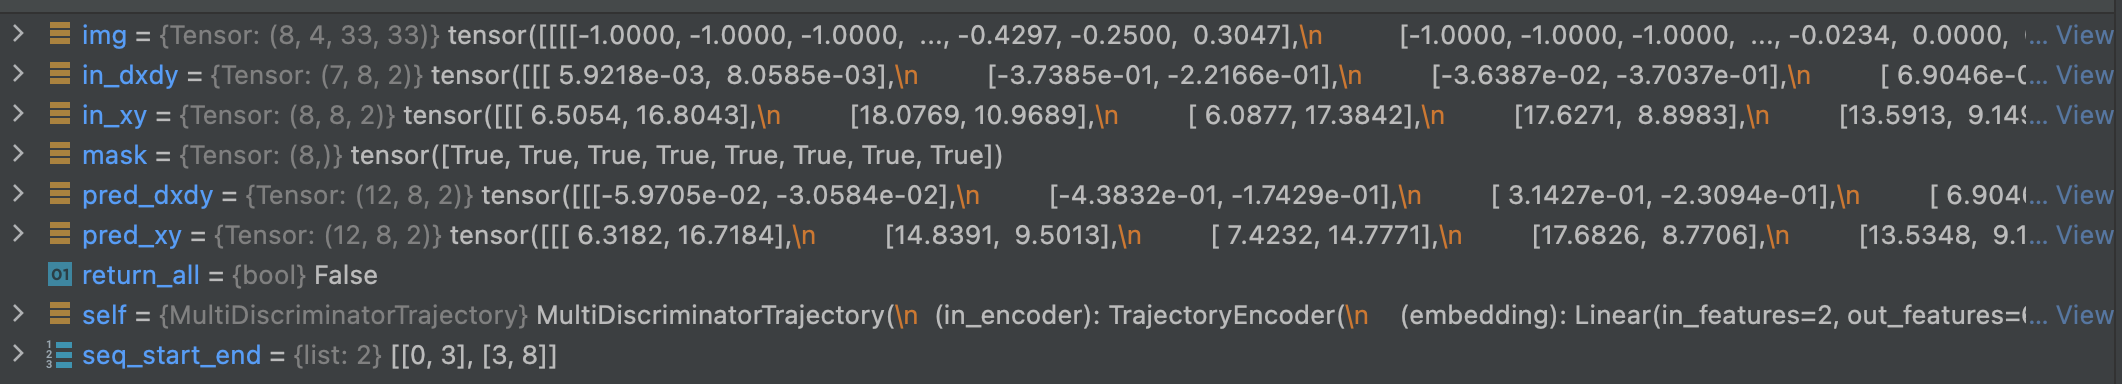 img = {Tensor: (8, 4, 33, 33)} tensor([[[[-1.0000, -1.0000, -1.0000,  ..., -0.4297, -0.2500,  0.3047],\n          [-1.0000, -1.0000, -1.0000,  ..., -0.0234,  0.0000, ... View
in_dxdy = {Tensor: (7, 8, 2)} tensor([[[ 5.9218e-03,  8.0585e-03],\n         [-3.7385e-01, -2.2166e-01],\n         [-3.6387e-02, -3.7037e-01],\n         [ 6.9046e-0... View
in_xy = {Tensor: (8, 8, 2)} tensor([[[ 6.5054, 16.8043],\n         [18.0769, 10.9689],\n         [ 6.0877, 17.3842],\n         [17.6271,  8.8983],\n         [13.5913,  9.149... View
mask = {Tensor: (8,)} tensor([True, True, True, True, True, True, True, True])
pred_dxdy = {Tensor: (12, 8, 2)} tensor([[[-5.9705e-02, -3.0584e-02],\n         [-4.3832e-01, -1.7429e-01],\n         [ 3.1427e-01, -2.3094e-01],\n         [ 6.904... View
pred_xy = {Tensor: (12, 8, 2)} tensor([[[ 6.3182, 16.7184],\n         [14.8391,  9.5013],\n         [ 7.4232, 14.7771],\n         [17.6826,  8.7706],\n         [13.5348,  9.1... View
01 return_all = {bool} False
self = {MultiDiscriminatorTrajectory} MultiDiscriminatorTrajectory(\n  (in_encoder): TrajectoryEncoder(\n    (embedding): Linear(in_features=2, out_features=... View
seq_start_end = {list: 2} [[0, 3], [3, 8]]